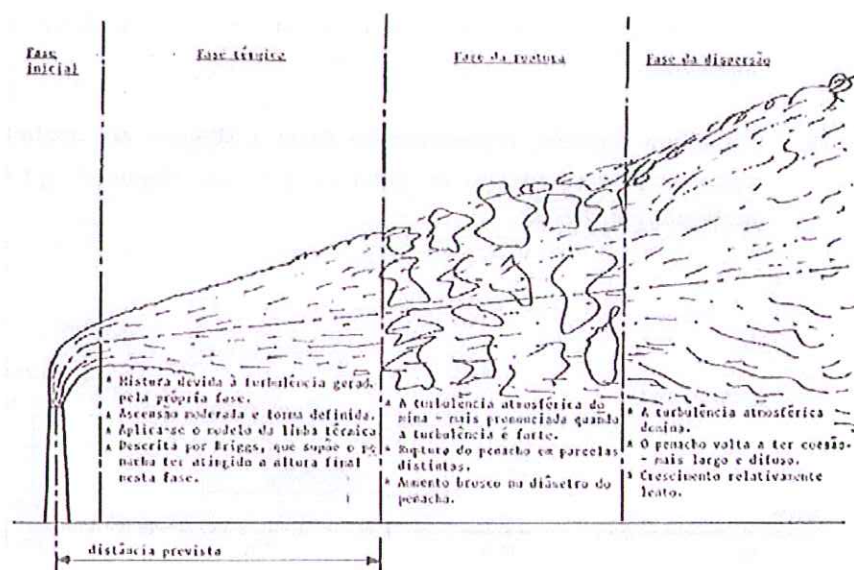 Fase
inicial
Fase térmica
Fase da rootura
Fase da dispersão
Mistura devida à turbulência gerad.
pela própria fase.
Ascensão moderada e forma definida.
Aplica-se o modelo da linha térmica
Descrita por Briggs, que supõe o pe
nacho ter atingido a altura final
nesta fase.
A turbulência atmosférica do
mina - mais pronunciada quando
a turbulência é forte.
Ruptura do penacho em parcelas
distintas.
Aumento brusco no diâmetro do
penacho.
A turbulência atmosférica
domina.
O penacho volta a ter coesão-
- mais largo e difuso.
Crescimento relativamente
lento.
distância prevista